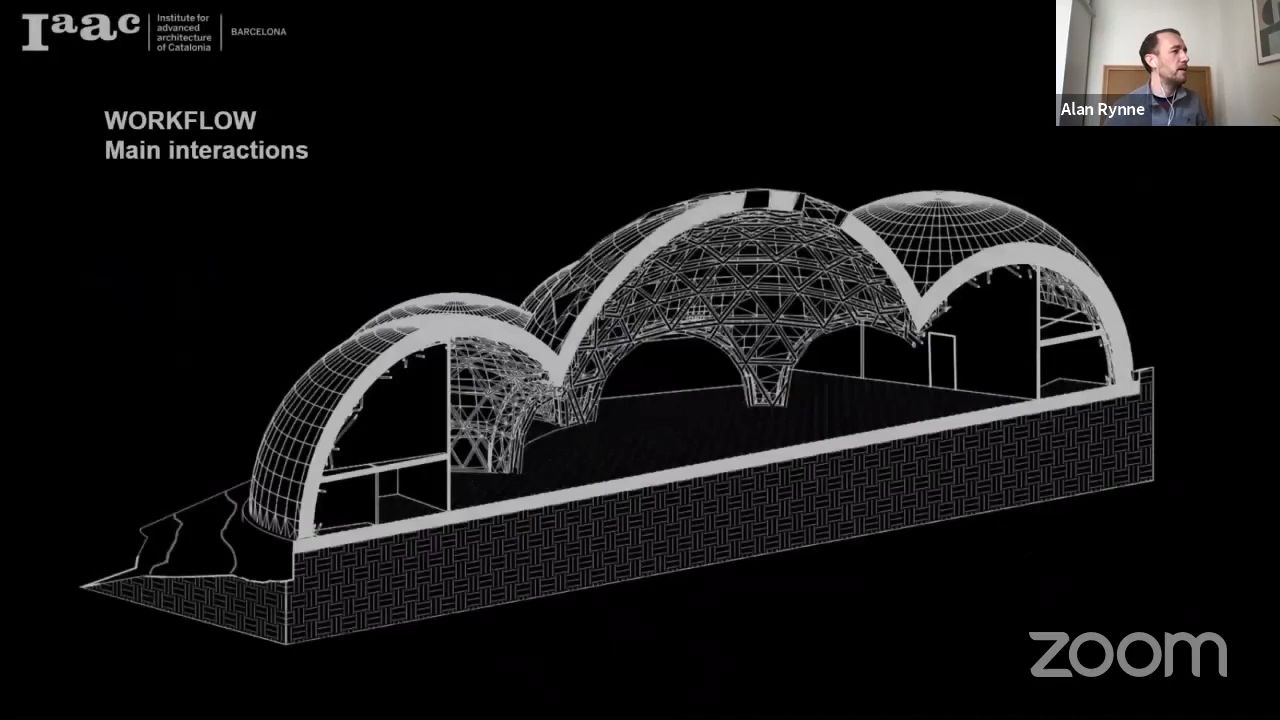 Iaac
Institute for
advanced
architecture
of Catalonia
BARCELONA
Alan Rynne
WORKFLOW
Main interactions
zoom